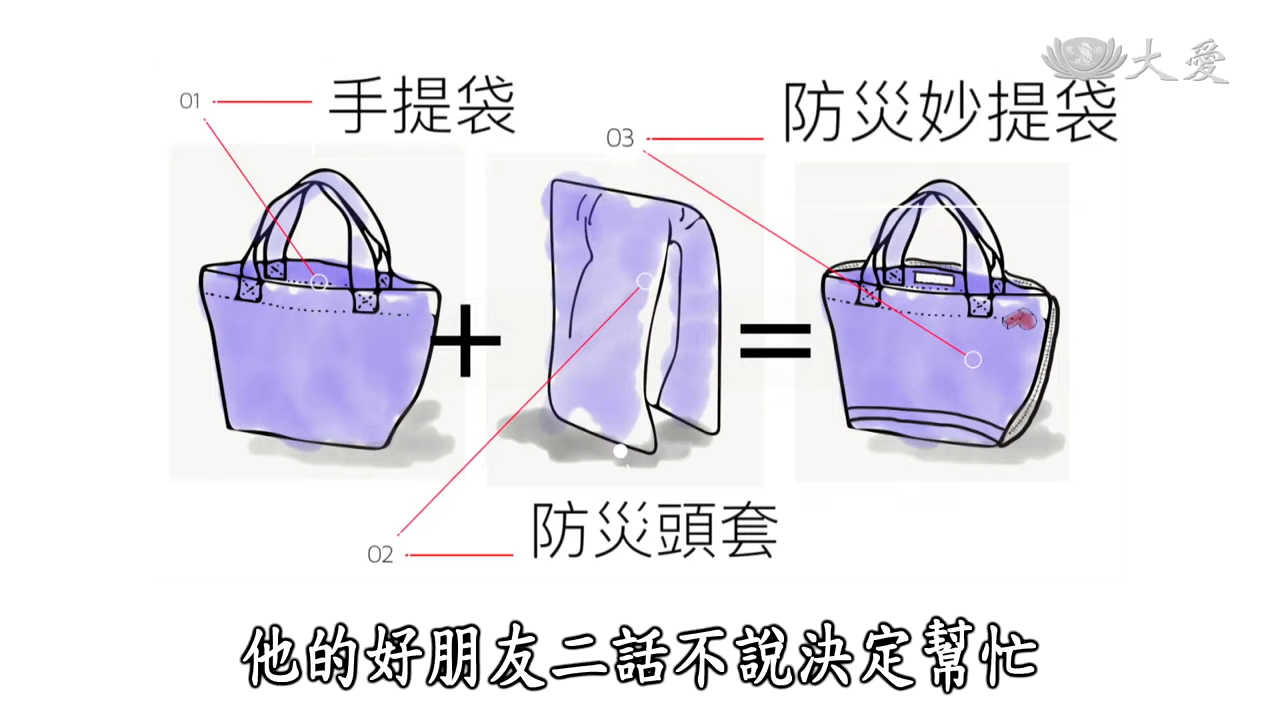 大愛
01 手提袋
03 防災妙提袋
02 防災頭套
他的好朋友二話不說決定幫忙